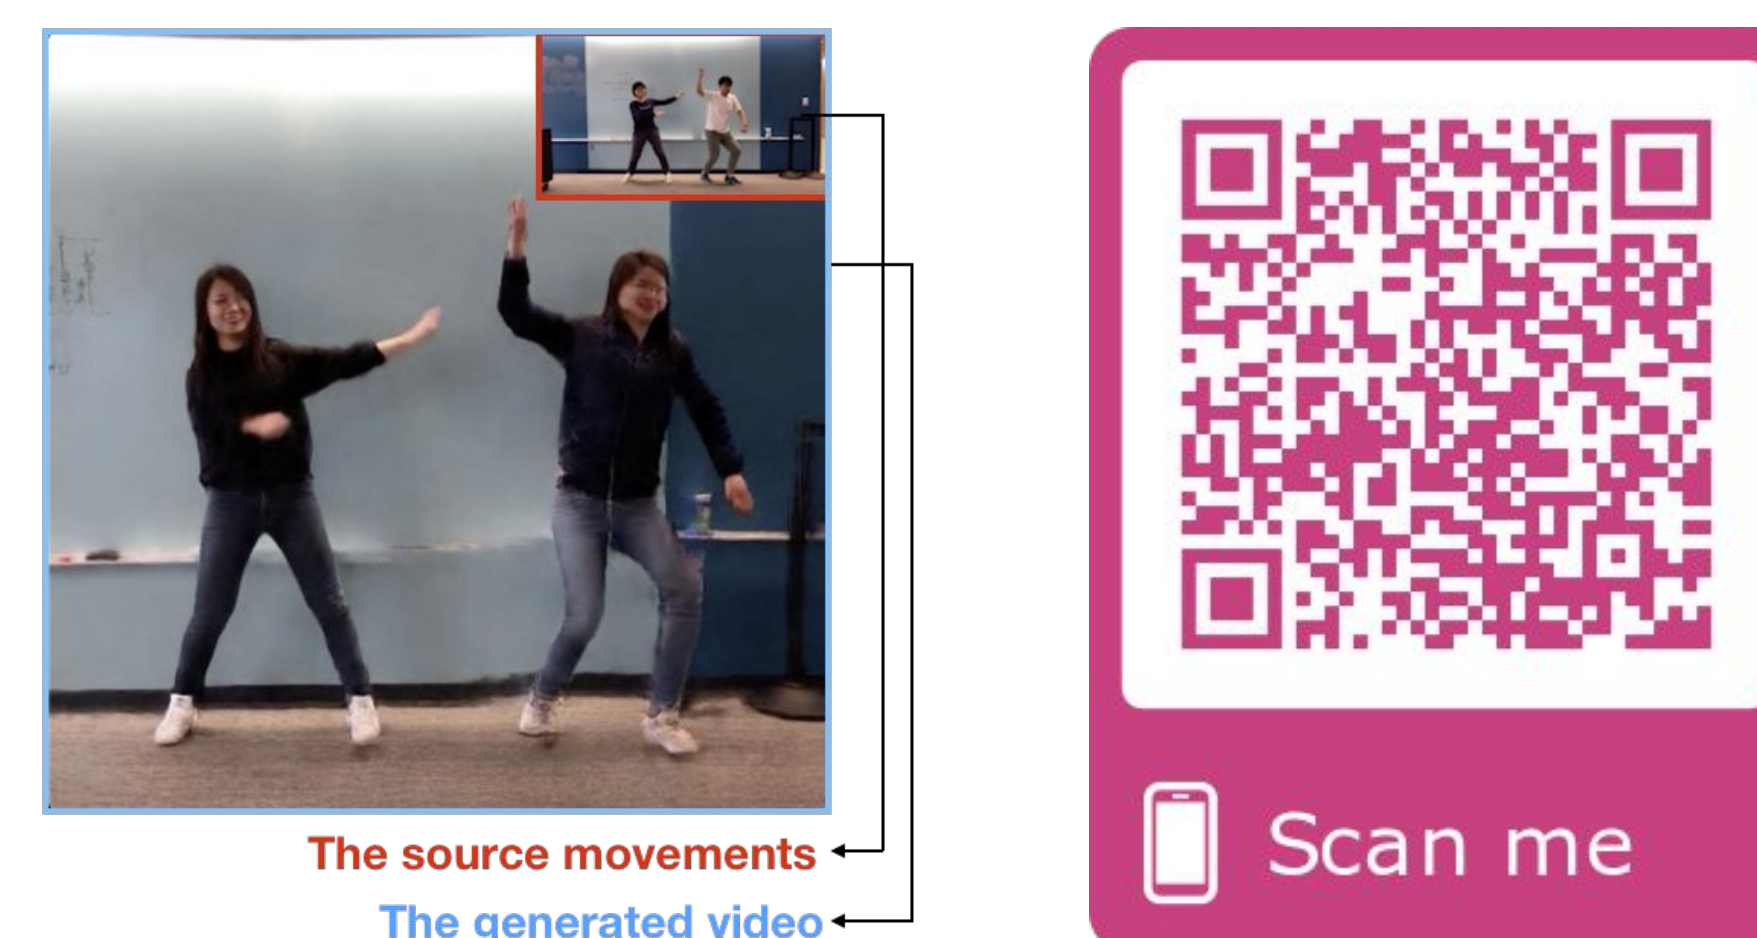 The source movements
The generated video
Scan me